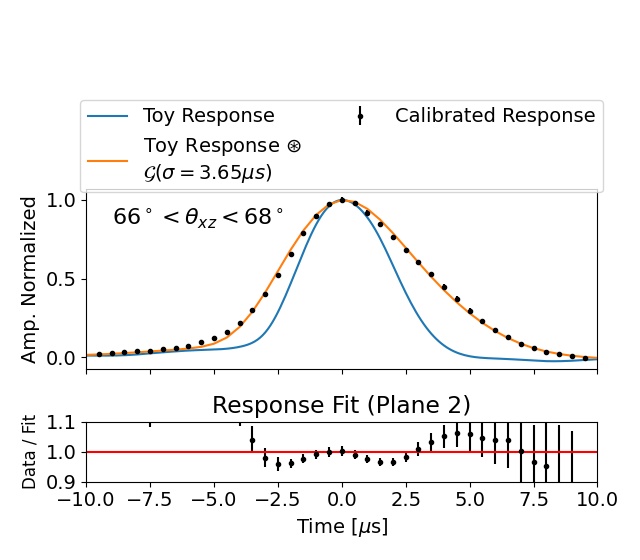 Toy Response
Calibrated Response
Toy Response ⊛
𝒢(σ = 3.65μs)
66° < θxz < 68°
Amp. Normalized
1.0
0.5
0.0
Response Fit (Plane 2)
Data / Fit
1.1
1.0
0.9
−10.0 −7.5 −5.0 −2.5 0.0 2.5 5.0 7.5 10.0
Time [μs]